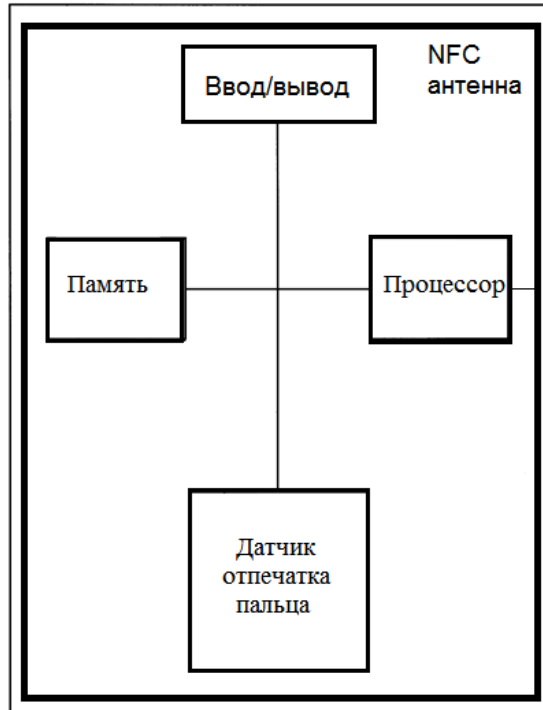 NFC
антенна
Ввод/вывод
Память
Процессор
Датчик
отпечатка
пальца